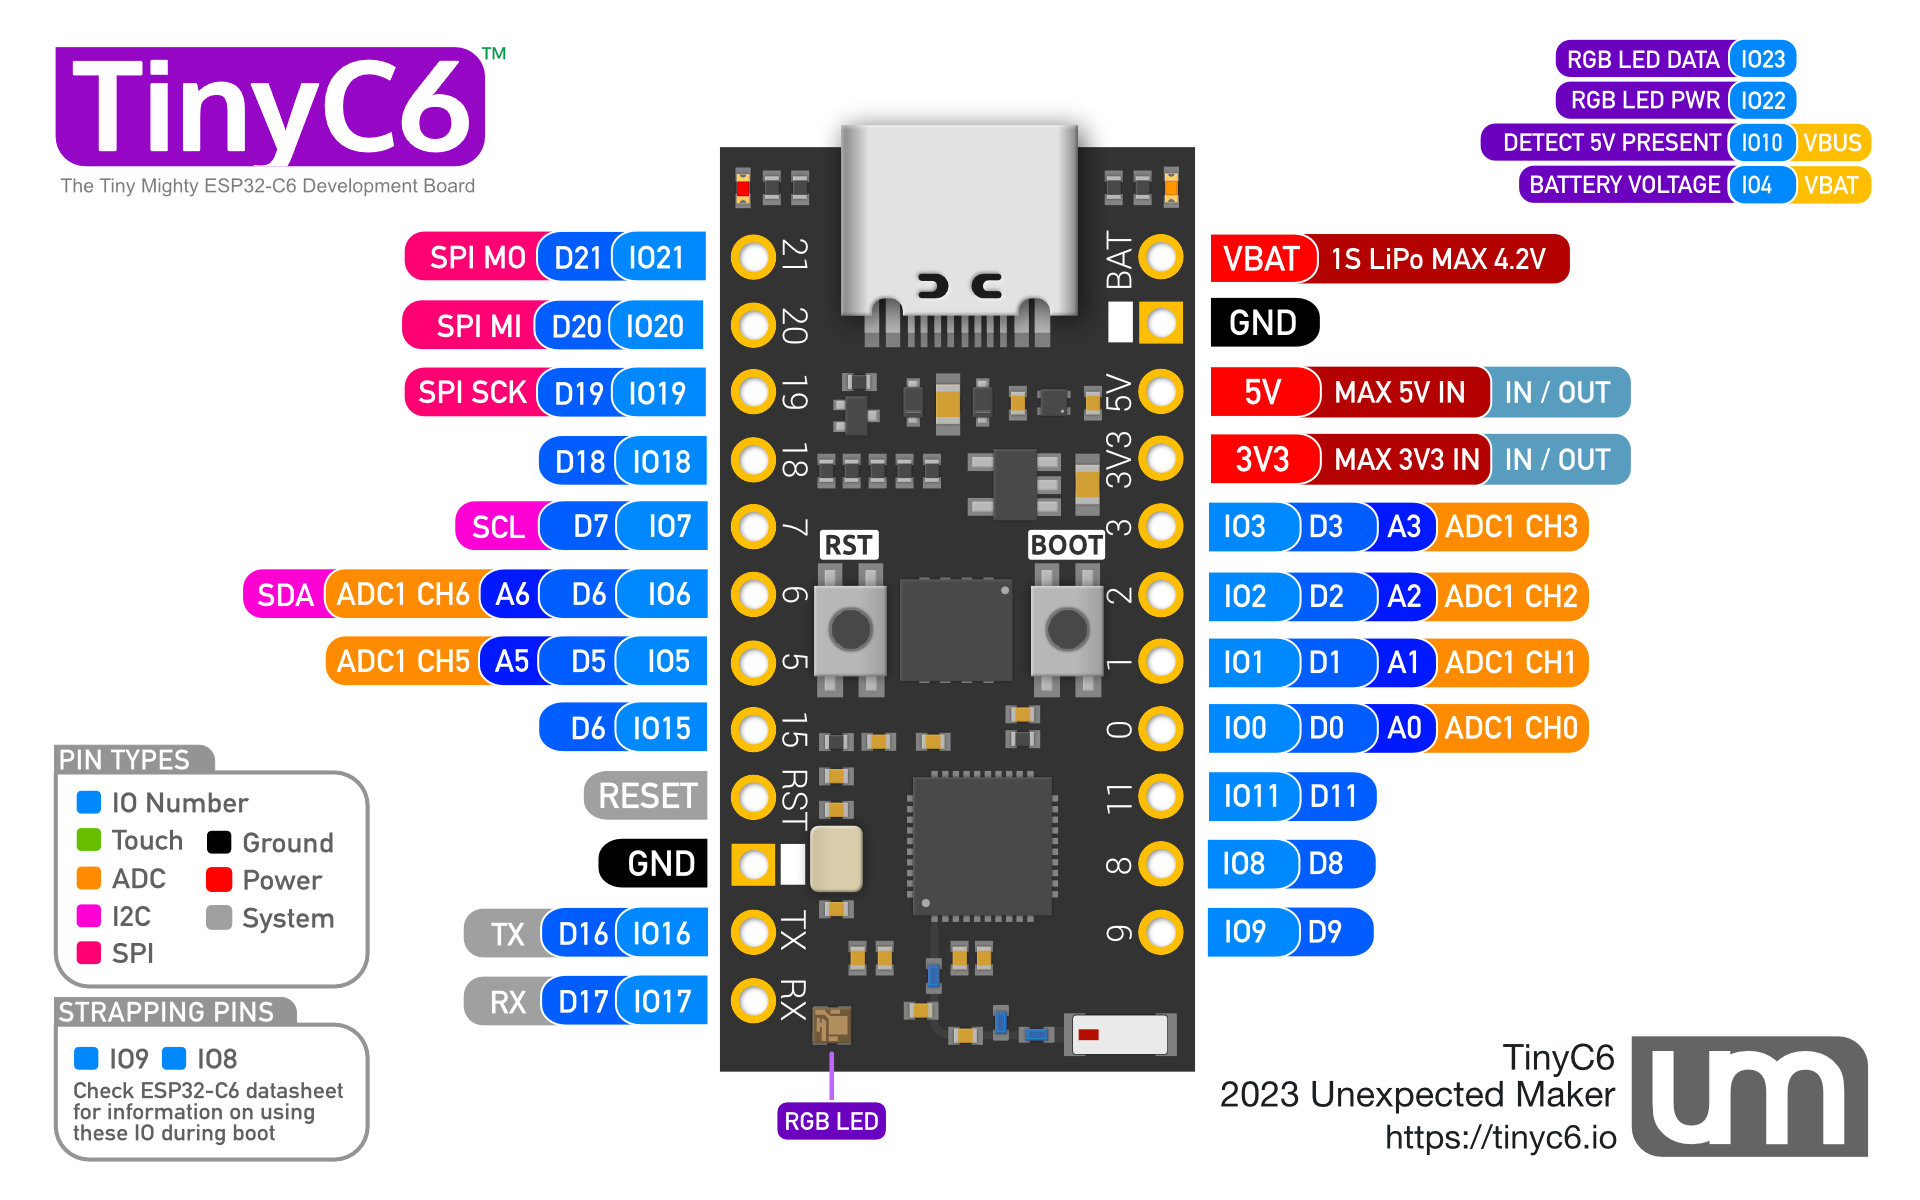 TinyC6™
The Tiny Mighty ESP32-C6 Development Board
RGB LED DATA IO23
RGB LED PWR IO22
DETECT 5V PRESENT IO10 VBUS
BATTERY VOLTAGE IO4 VBAT
SPI MO D21 IO21
SPI MI D20 IO20
SPI SCK D19 IO19
D18 IO18
SCL D7 IO7
SDA ADC1 CH6 A6 D6 IO6
ADC1 CH5 A5 D5 IO5
D6 IO15
RESET
GND
TX D16 IO16
RX D17 IO17
21
20
19
18
7
6
5
15
RST
TX
RX
RST
BOOT
BAT
5V
3V3
3
2
1
0
11
8
9
VBAT 1S LiPo MAX 4.2V
GND
5V MAX 5V IN IN / OUT
3V3 MAX 3V3 IN IN / OUT
IO3 D3 A3 ADC1 CH3
IO2 D2 A2 ADC1 CH2
IO1 D1 A1 ADC1 CH1
IO0 D0 A0 ADC1 CH0
IO11 D11
IO8 D8
IO9 D9
PIN TYPES
IO Number
Touch
Ground
ADC
Power
I2C
System
SPI
STRAPPING PINS
IO9 IO8
Check ESP32-C6 datasheet
for information on using
these IO during boot
RGB LED
TinyC6
2023 Unexpected Maker
https://tinyc6.io
um